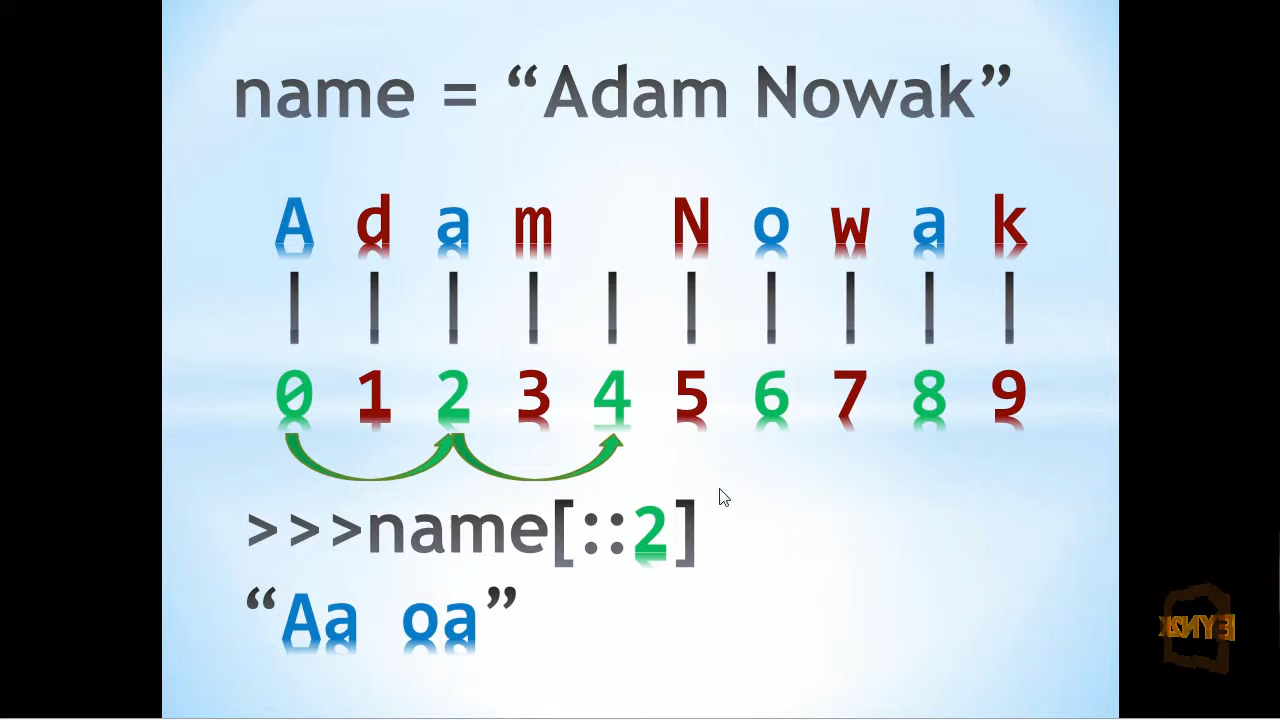 name = “Adam Nowak”
A d a m   N o w a k
| | | | | | | | | |
0 1 2 3 4 5 6 7 8 9
>>>name[::2]
“Aa oa”